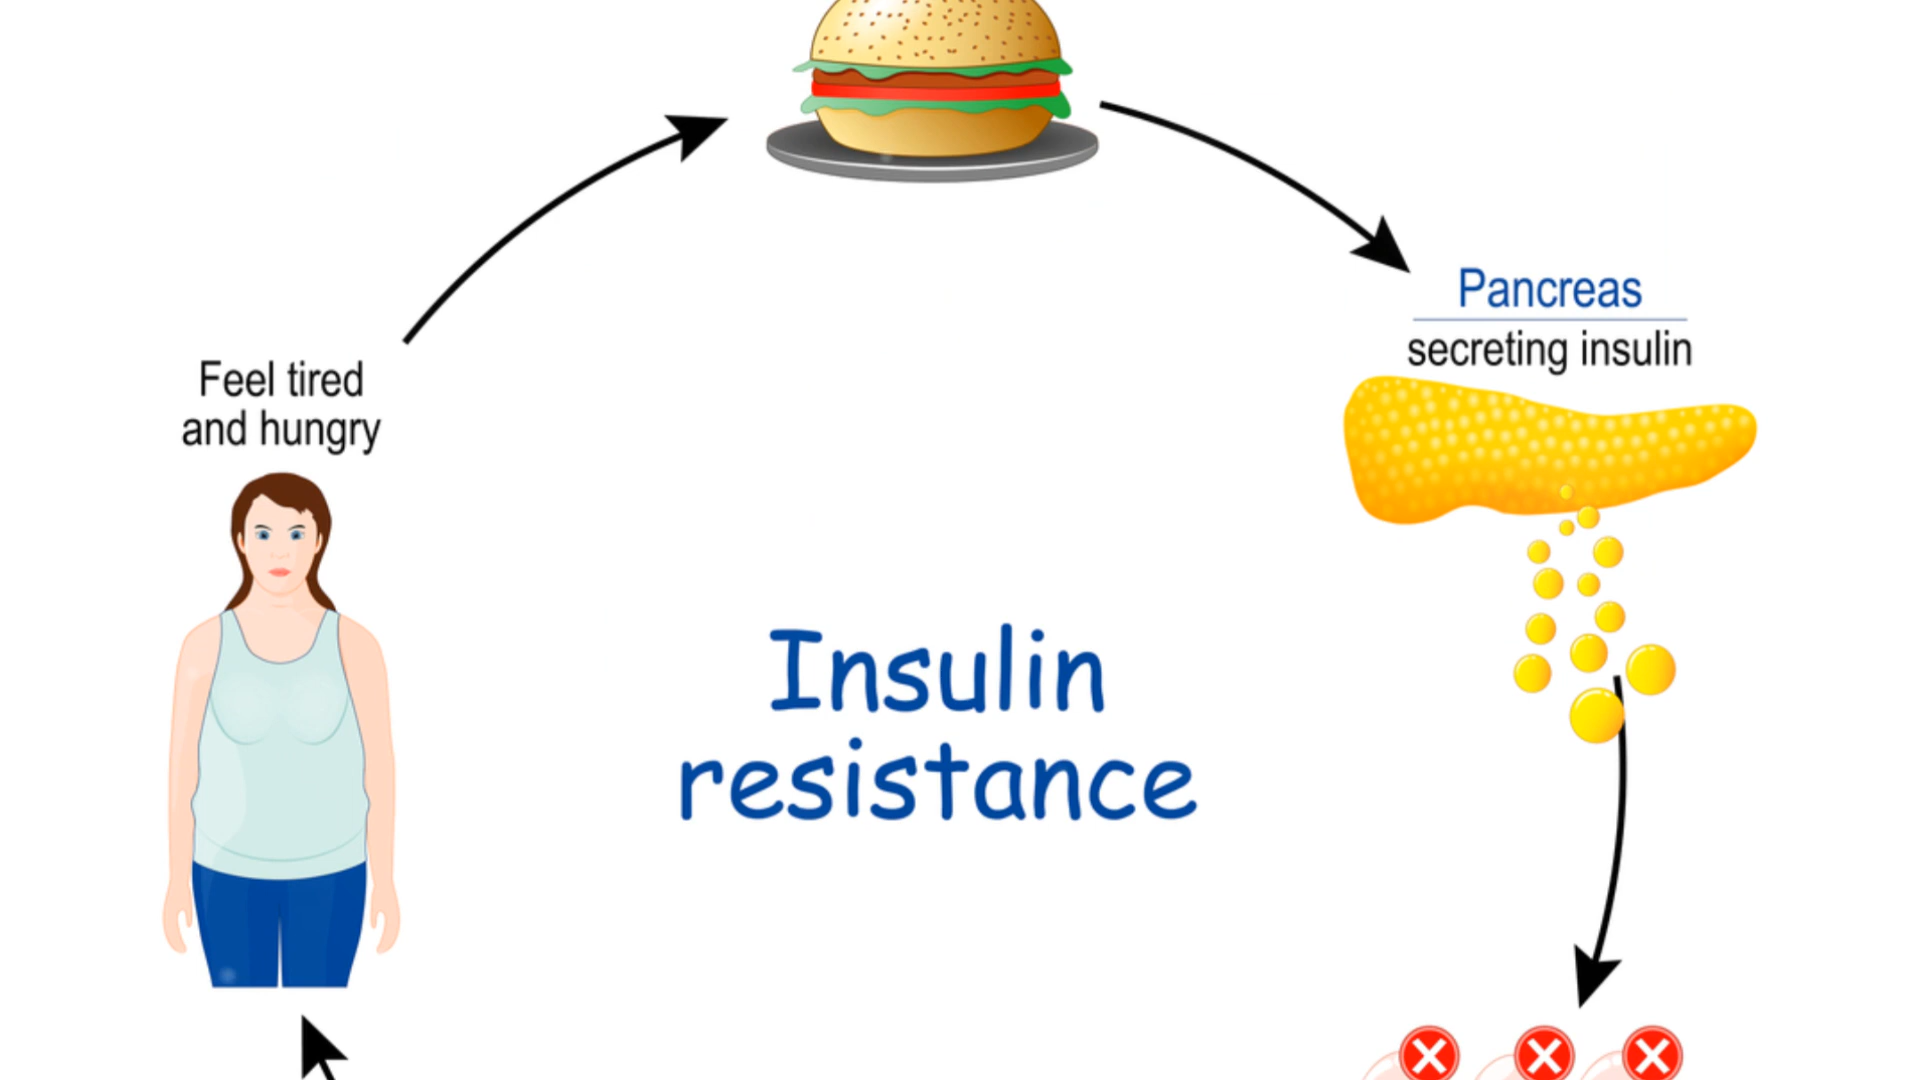 Pancreas
secreting insulin
Feel tired
and hungry
Insulin
resistance